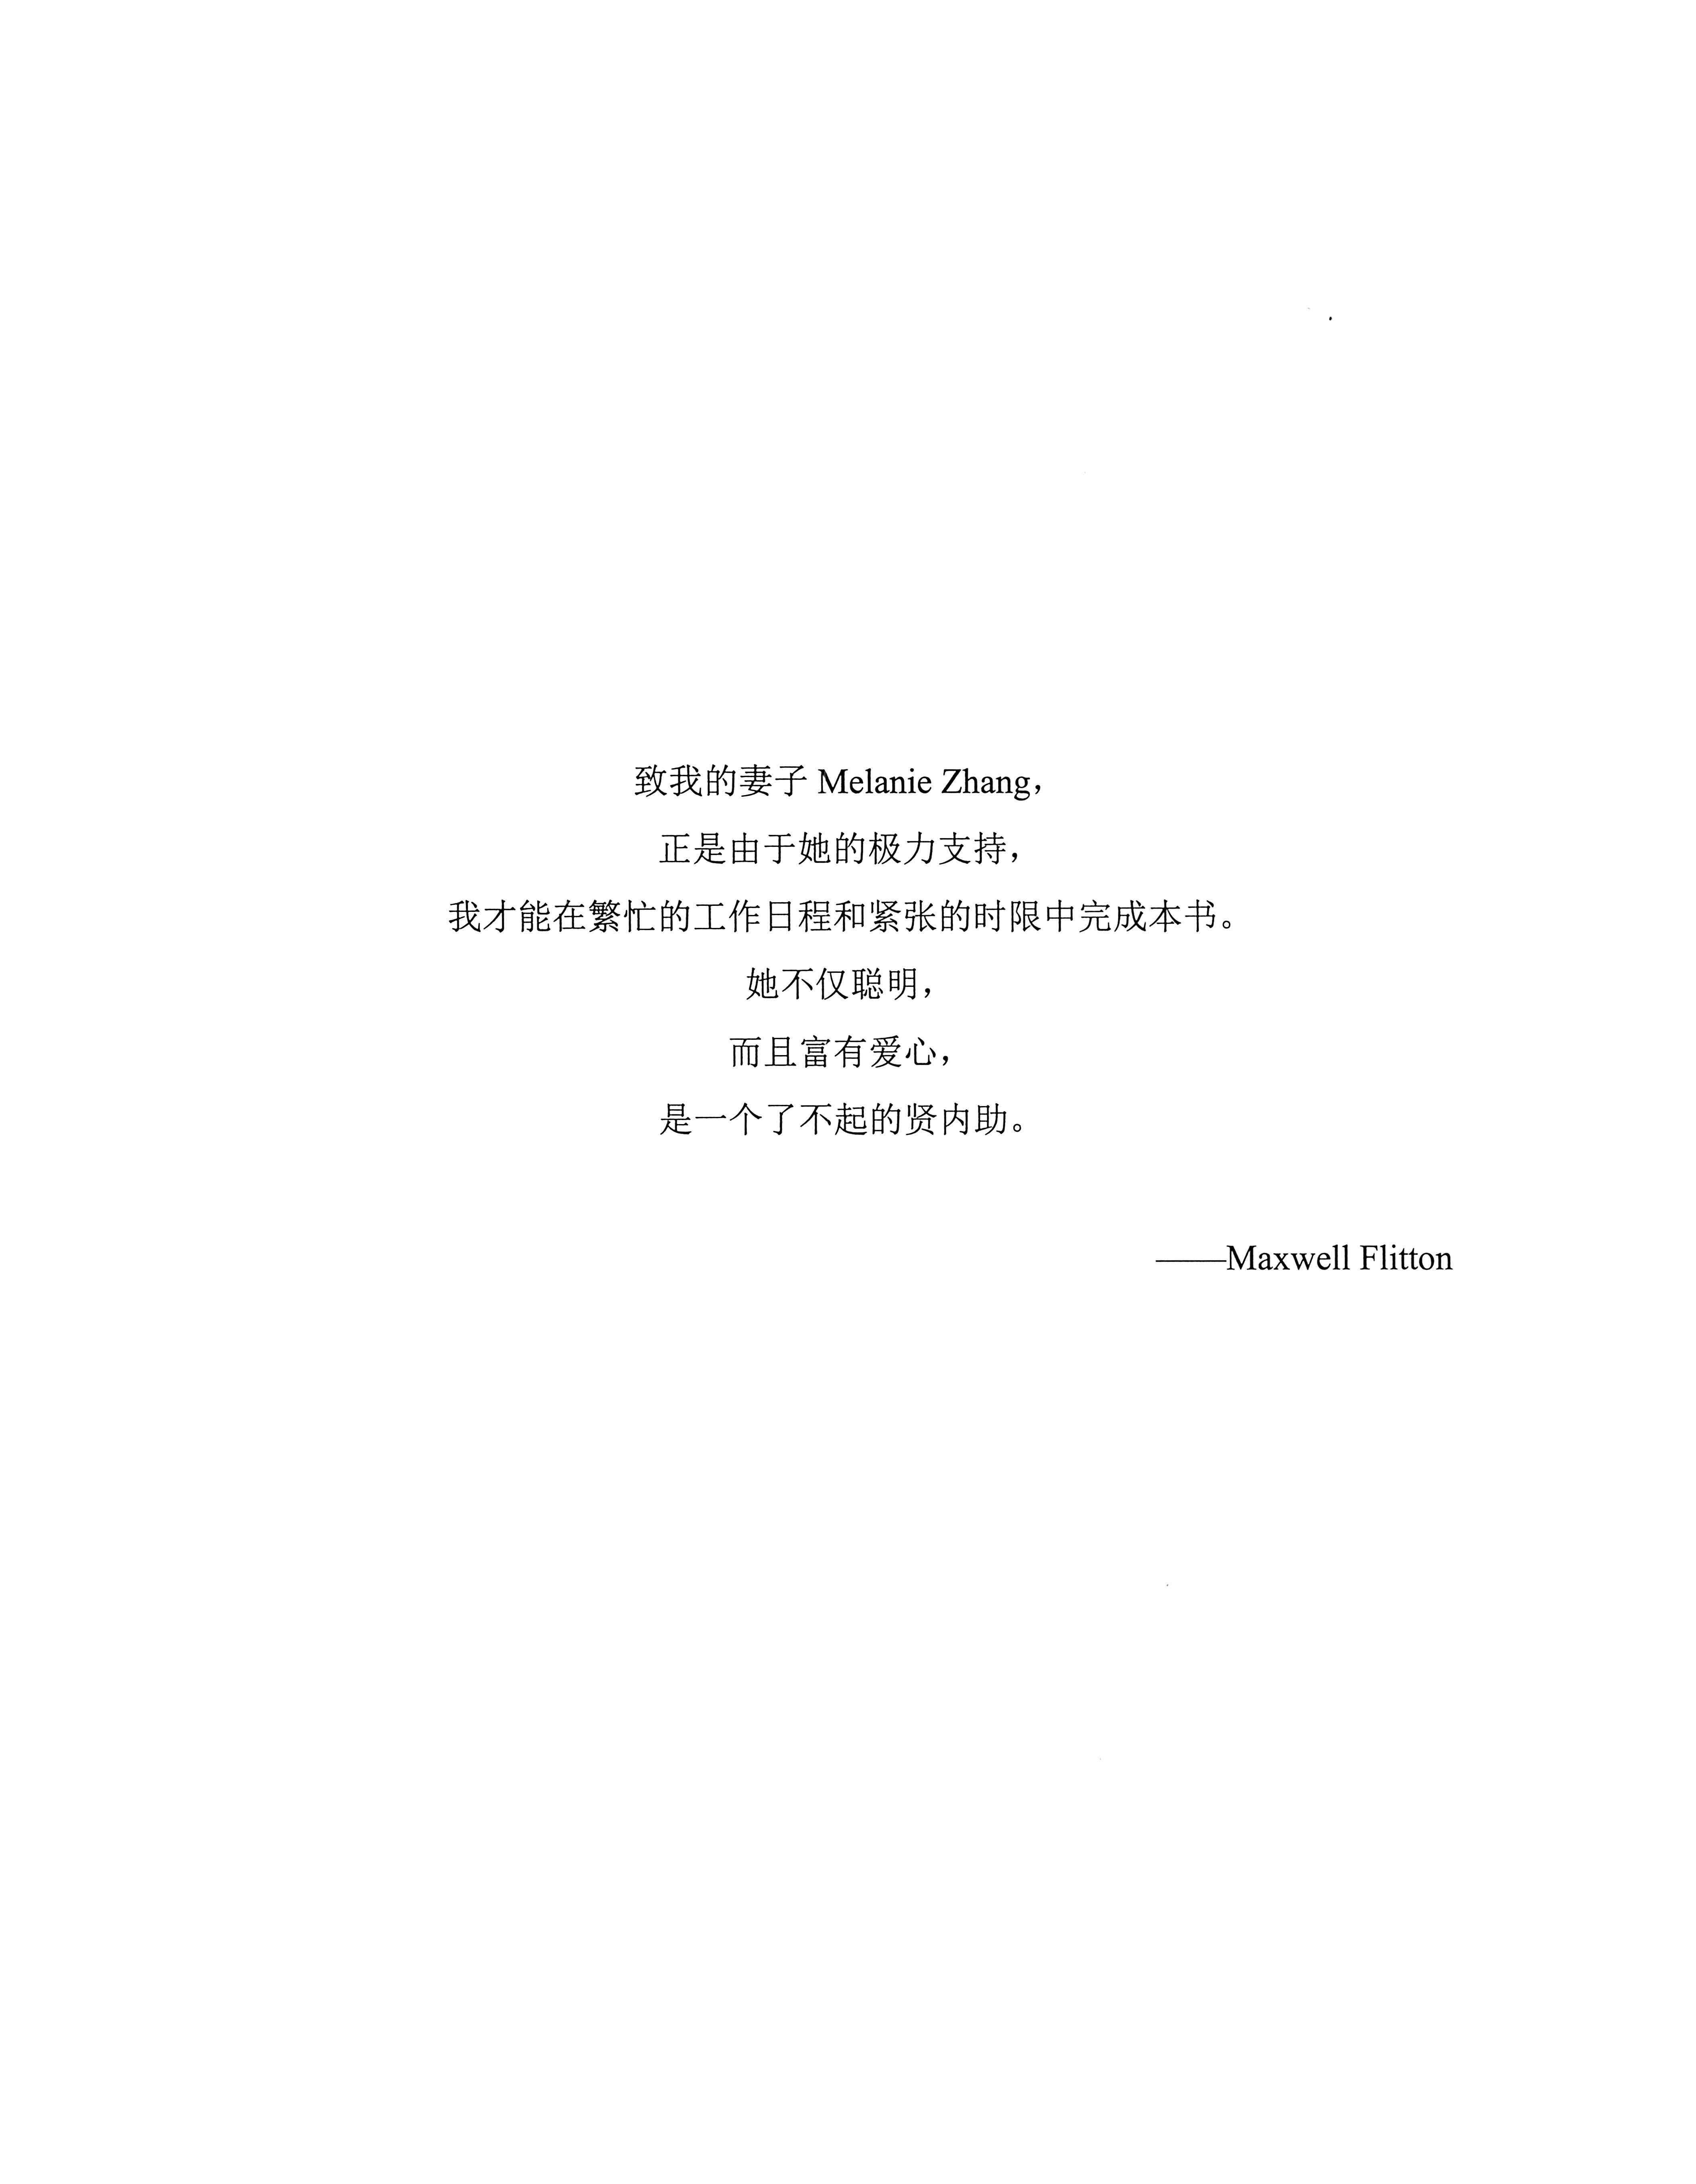 致我的妻子 Melanie Zhang，
正是由于她的极力支持，
我才能在繁忙的工作日程和紧张的时限中完成本书。
她不仅聪明，
而且富有爱心，
是一个了不起的贤内助。
——Maxwell Flitton